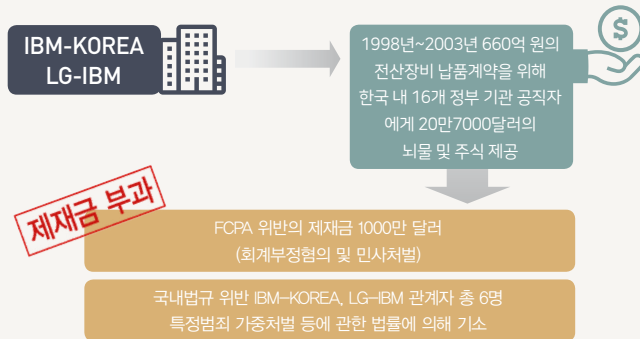 IBM-KOREA
LG-IBM
1998년~2003년 660억 원의
전산장비 납품계약을 위해
한국 내 16개 정부 기관 공직자
에게 20만7000달러의
뇌물 및 주식 제공
$
제재금 부과
FCPA 위반의 제재금 1000만 달러
(회계부정혐의 및 민사처벌)
국내법규 위반 IBM-KOREA, LG-IBM 관계자 총 6명
특정범죄 가중처벌 등에 관한 법률에 의해 기소